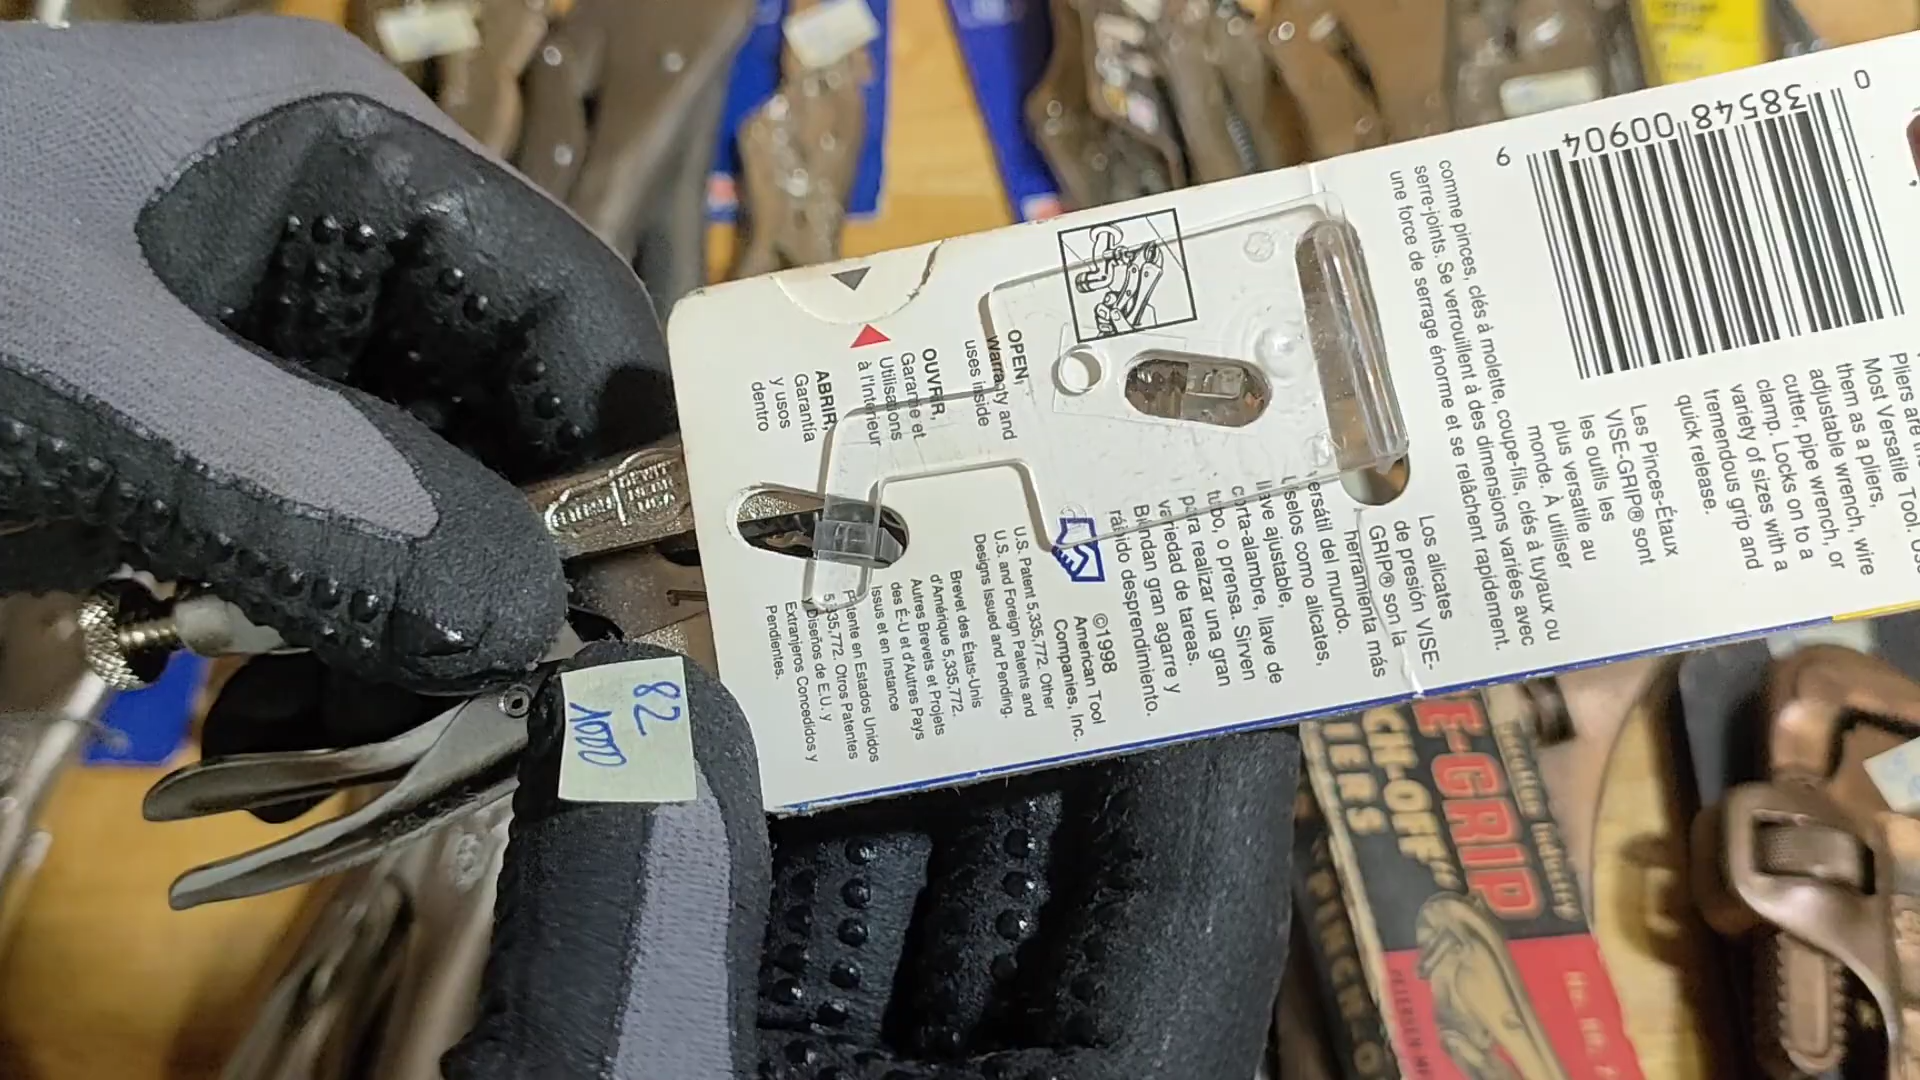 0 38548 00904 9
Pliers are
Most Versatile Tool.
them as a pliers,
adjustable wrench, wire
cutter, pipe wrench, or
clamp. Locks on to a
variety of sizes with a
tremendous grip and
quick release.
Les Pinces-Étaux
VISE-GRIP® sont
les outils les
plus versatile au
monde. À utiliser
comme pinces, clés à molette, coupe-fils, clés à tuyaux ou
serre-joints. Se verrouillent à des dimensions variées avec
une force de serrage énorme et se relâchent rapidement.
Los alicates
de presión VISE-
GRIP® son la
herramienta más
versátil del mundo.
Uselos como alicates,
llave ajustable,
corta-alambre, llave de
tubo, o prensa. Sirven
para realizar una gran
variedad de tareas.
Brindan gran agarre y
rápido desprendimiento.
OPEN,
Warranty and
uses inside
OUVRIR,
Garantie et
Utilisations
à l'Intérieur
ABRIR,
Garantía
y usos
dentro
©1998
American Tool
Companies, Inc.
U.S. Patent 5,335,772. Other
U.S. and Foreign Patents and
Designs Issued and Pending.
Brevet des États-Unis
d'Amérique 5,335,772.
Autres Brevets et Projets
des É-U et d'Autres Pays
Issus et en Instance
Patente en Estados Unidos
5,335,772. Otros Patentes
Diseños de E.U. y
Extranjeros Concedidos y
Pendientes.
82
1000
E-GRIP
CH-OFF
IERS